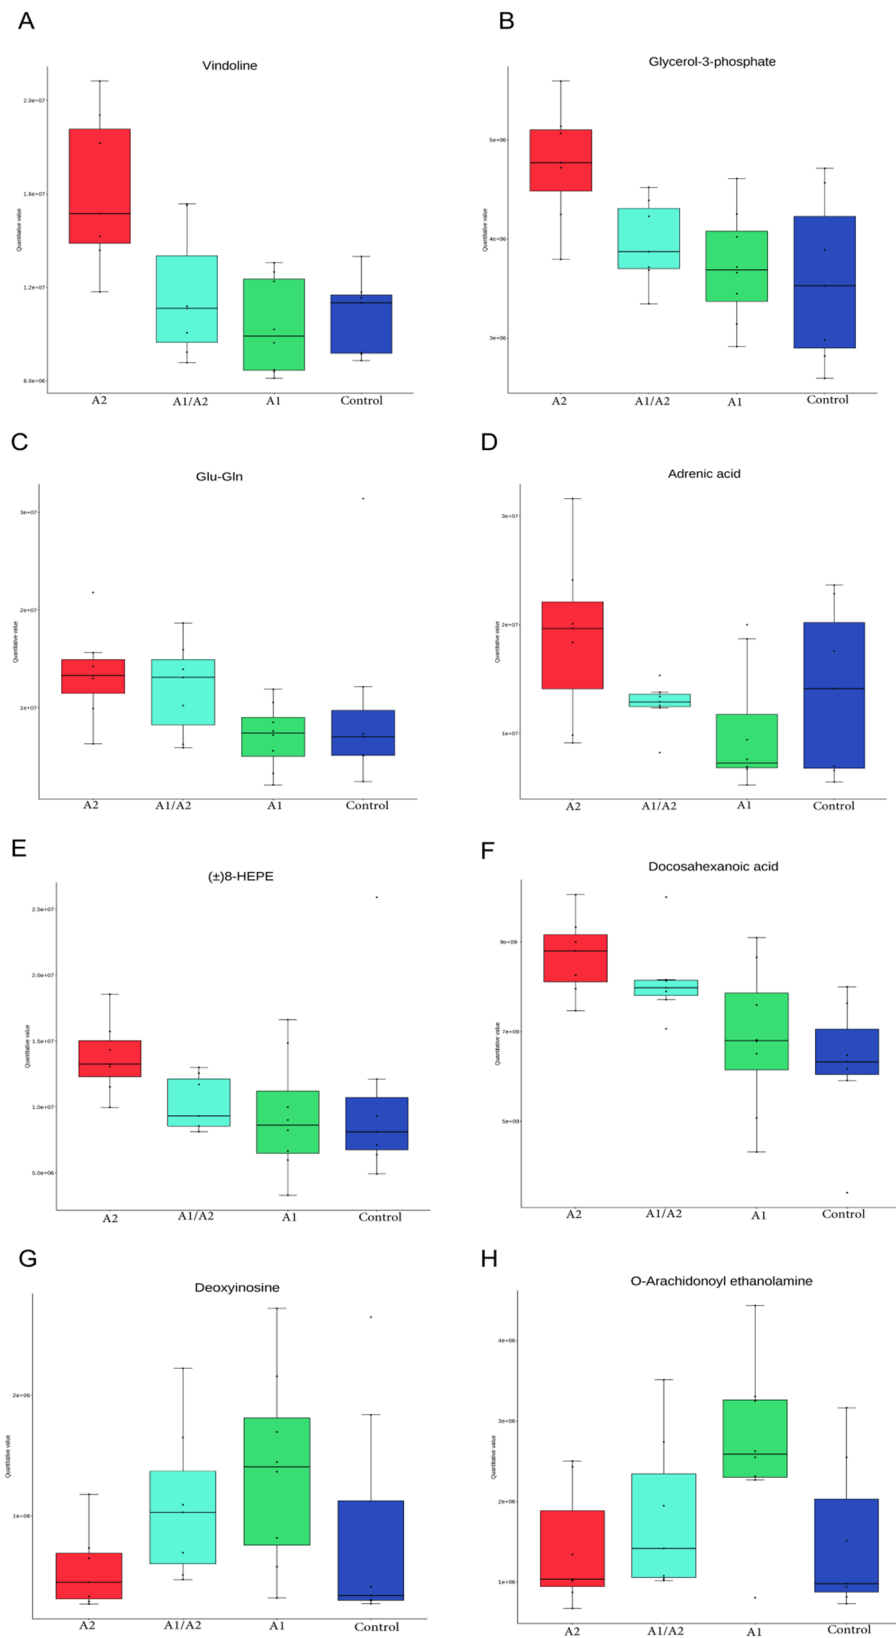 A
Vindoline
Quantitative value
2.0e+07
1.6e+07
1.2e+07
8.0e+06
A2 A1/A2 A1 Control
B
Glycerol-3-phosphate
Quantitative value
5e+06
4e+06
3e+06
A2 A1/A2 A1 Control
C
Glu-Gln
Quantitative value
3e+07
2e+07
1e+07
A2 A1/A2 A1 Control
D
Adrenic acid
Quantitative value
3e+07
2e+07
1e+07
A2 A1/A2 A1 Control
E
(±)8-HEPE
Quantitative value
2.5e+07
2.0e+07
1.5e+07
1.0e+07
5.0e+06
A2 A1/A2 A1 Control
F
Docosahexanoic acid
Quantitative value
9e+09
7e+09
5e+09
A2 A1/A2 A1 Control
G
Deoxyinosine
Quantitative value
2e+06
1e+06
A2 A1/A2 A1 Control
H
O-Arachidonoyl ethanolamine
Quantitative value
4e+06
3e+06
2e+06
1e+06
A2 A1/A2 A1 Control